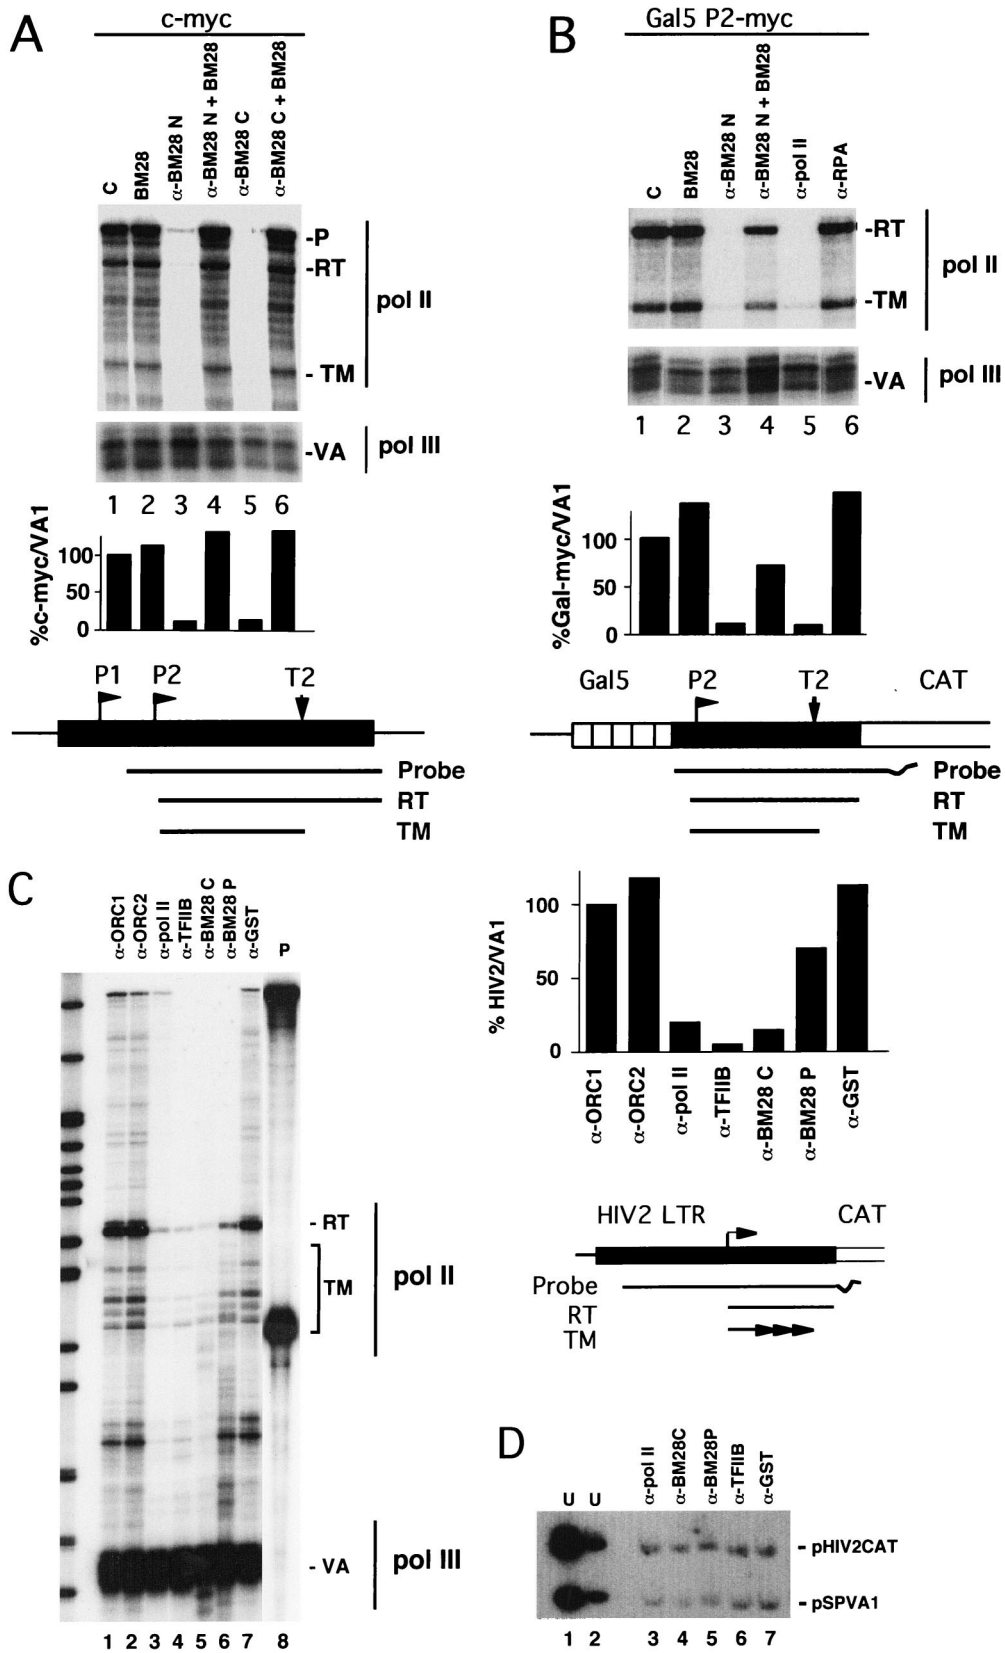 A
c-myc
C
BM28
α-BM28 N
α-BM28 N + BM28
α-BM28 C
α-BM28 C + BM28
-P
-RT
pol II
- TM
-VA
pol III
1 2 3 4 5 6
%c-myc/VA1
100
50
0
P1 P2 T2
Probe
RT
TM
B
Gal5 P2-myc
C
BM28
α-BM28 N
α-BM28 N + BM28
α-pol II
α-RPA
-RT
pol II
-TM
-VA
pol III
1 2 3 4 5 6
%Gal-myc/VA1
100
50
0
Gal5 P2 T2 CAT
Probe
RT
TM
C
α-ORC1
α-ORC2
α-pol II
α-TFIIB
α-BM28 C
α-BM28 P
α-GST
P
- RT
TM
pol II
- VA
pol III
1 2 3 4 5 6 7 8
% HIV2/VA1
100
50
0
α-ORC1
α-ORC2
α-pol II
α-TFIIB
α-BM28 C
α-BM28 P
α-GST
HIV2 LTR CAT
Probe
RT
TM
D
U U
α-pol II
α-BM28C
α-BM28P
α-TFIIB
α-GST
- pHIV2CAT
- pSPVA1
1 2 3 4 5 6 7